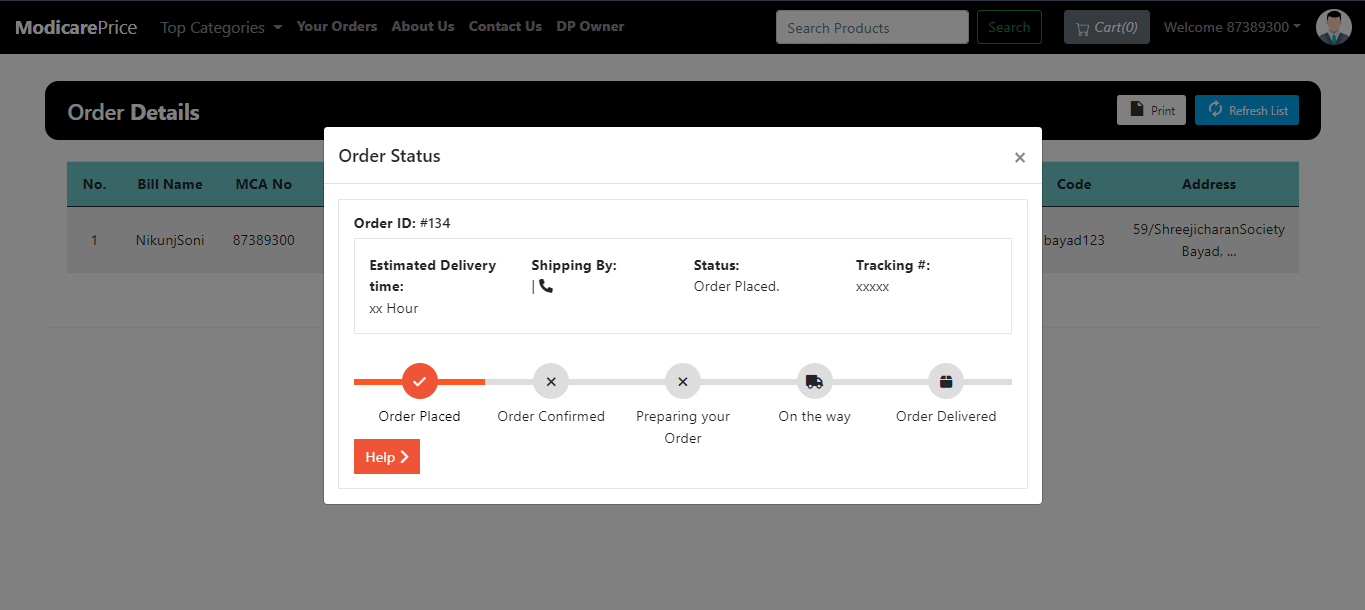 ModicarePrice Top Categories Your Orders About Us Contact Us DP Owner Search Products Search Cart(0) Welcome 87389300
Order Details Print Refresh List
Order Status ×
No. Bill Name MCA No Code Address
Order ID: #134
1 NikunjSoni 87389300 bayad123 59/ShreejicharanSociety
Bayad, ...
Estimated Delivery
time:
xx Hour
Shipping By:
|
Status:
Order Placed.
Tracking #:
xxxxx
Order Placed
Order Confirmed
Preparing your
Order
On the way
Order Delivered
Help